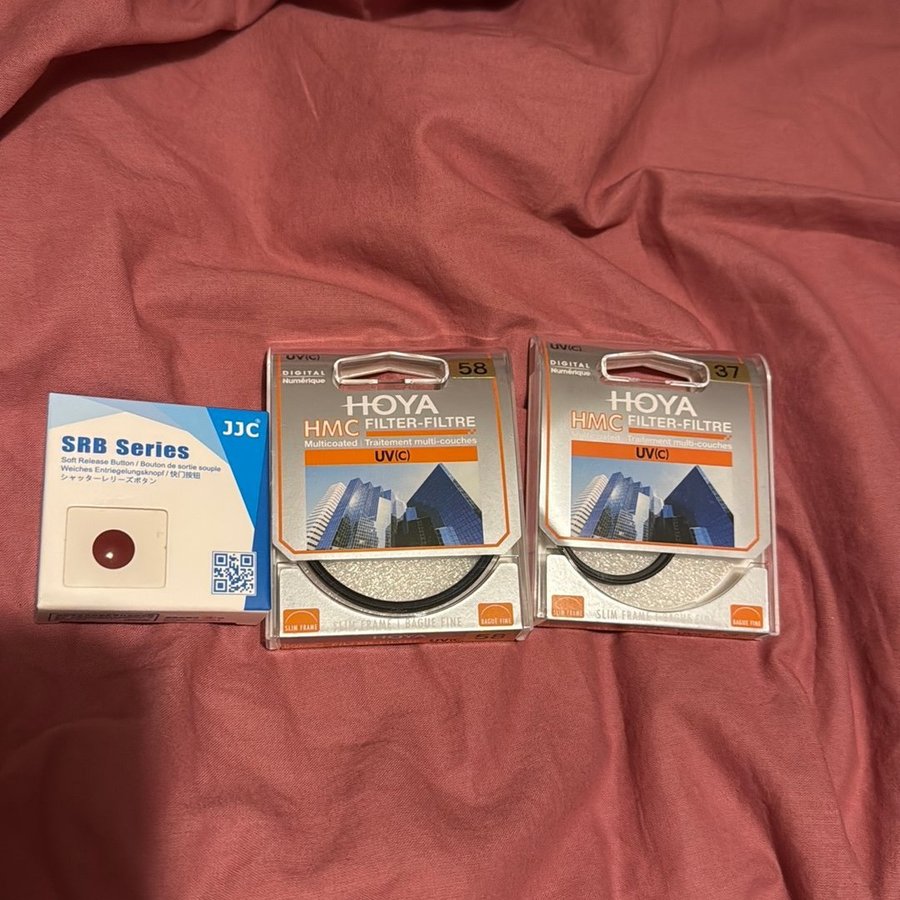 JJC
SRB Series
Soft Release Button / Bouton de sortie souple
Weiches Entriegelungsknopf / 快门按钮
シャッターレリーズボタン
UV(C)
58
DIGITAL
Numérique
HOYA
HMC FILTER-FILTRE
Multicoated | Traitement multi-couches
UV(C)
SLIM FRAME
SLIM FRAME | BAGUE FINE
BAGUE FINE
HOYA
UV(C)
58
UV(C)
37
DIGITAL
Numérique
HOYA
HMC FILTER-FILTRE
Traitement multi-couches
UV(C)
SLIM FRAME
SLIM FRAME | BAGUE FINE
BAGUE FINE